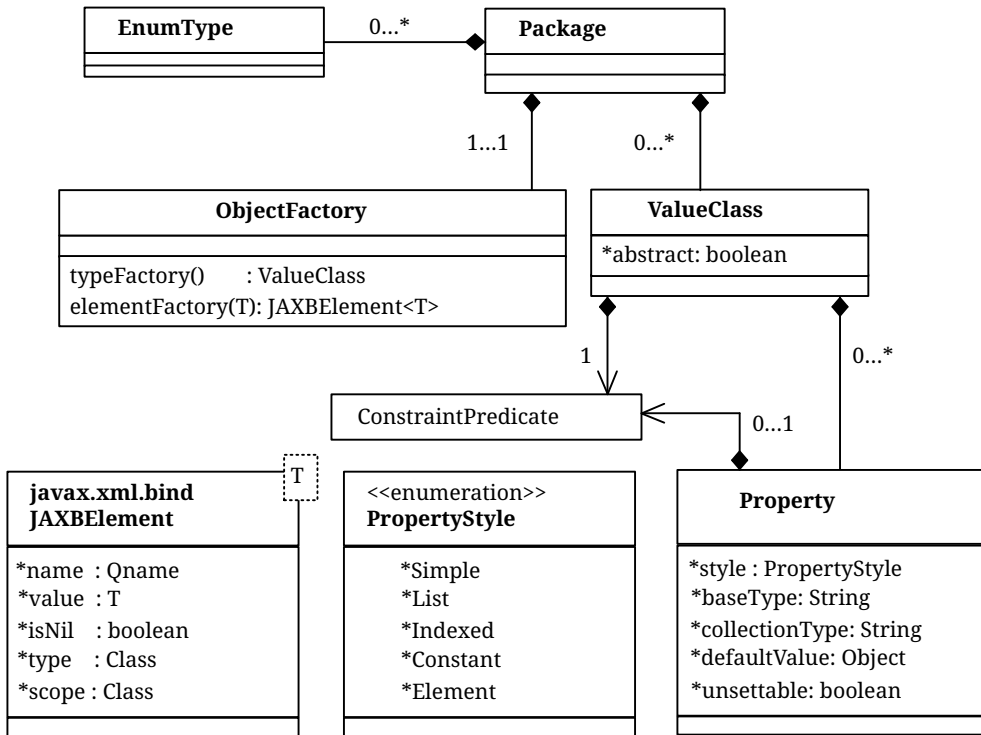 EnumType
0...*
Package
1...1
0...*
ObjectFactory
typeFactory() : ValueClass
elementFactory(T): JAXBElement<T>
ValueClass
*abstract: boolean
1
0...*
ConstraintPredicate
0...1
T
javax.xml.bind
JAXBElement
*name : Qname
*value : T
*isNil : boolean
*type : Class
*scope : Class
<<enumeration>>
PropertyStyle
*Simple
*List
*Indexed
*Constant
*Element
Property
*style : PropertyStyle
*baseType: String
*collectionType: String
*defaultValue: Object
*unsettable: boolean